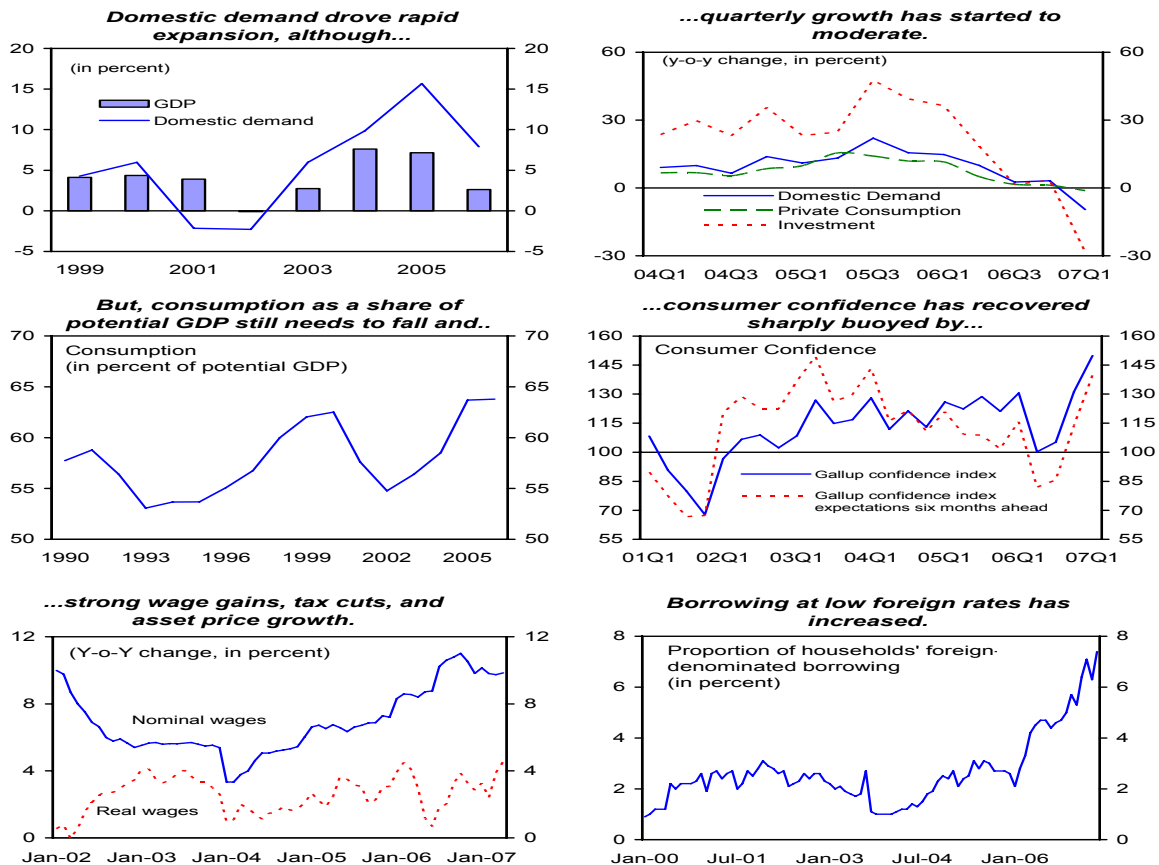 Domestic demand drove rapid
expansion, although...
20
15
10
5
0
-5
20
15
10
5
0
-5
(in percent)
GDP
Domestic demand
1999
2001
2003
2005
...quarterly growth has started to
moderate.
60
30
0
-30
60
30
0
-30
(y-o-y change, in percent)
Domestic Demand
Private Consumption
Investment
04Q1
04Q3
05Q1
05Q3
06Q1
06Q3
07Q1
But, consumption as a share of
potential GDP still needs to fall and..
70
65
60
55
50
70
65
60
55
50
Consumption
(in percent of potential GDP)
1990
1993
1996
1999
2002
2005
...consumer confidence has recovered
sharply buoyed by...
160
145
130
115
100
85
70
55
160
145
130
115
100
85
70
55
Consumer Confidence
Gallup confidence index
Gallup confidence index
expectations six months ahead
01Q1
02Q1
03Q1
04Q1
05Q1
06Q1
07Q1
...strong wage gains, tax cuts, and
asset price growth.
12
8
4
0
12
8
4
0
(Y-o-Y change, in percent)
Nominal wages
Real wages
Jan-02
Jan-03
Jan-04
Jan-05
Jan-06
Jan-07
Borrowing at low foreign rates has
increased.
8
6
4
2
0
8
6
4
2
0
Proportion of households' foreign-
denominated borrowing
(in percent)
Jan-00
Jul-01
Jan-03
Jul-04
Jan-06